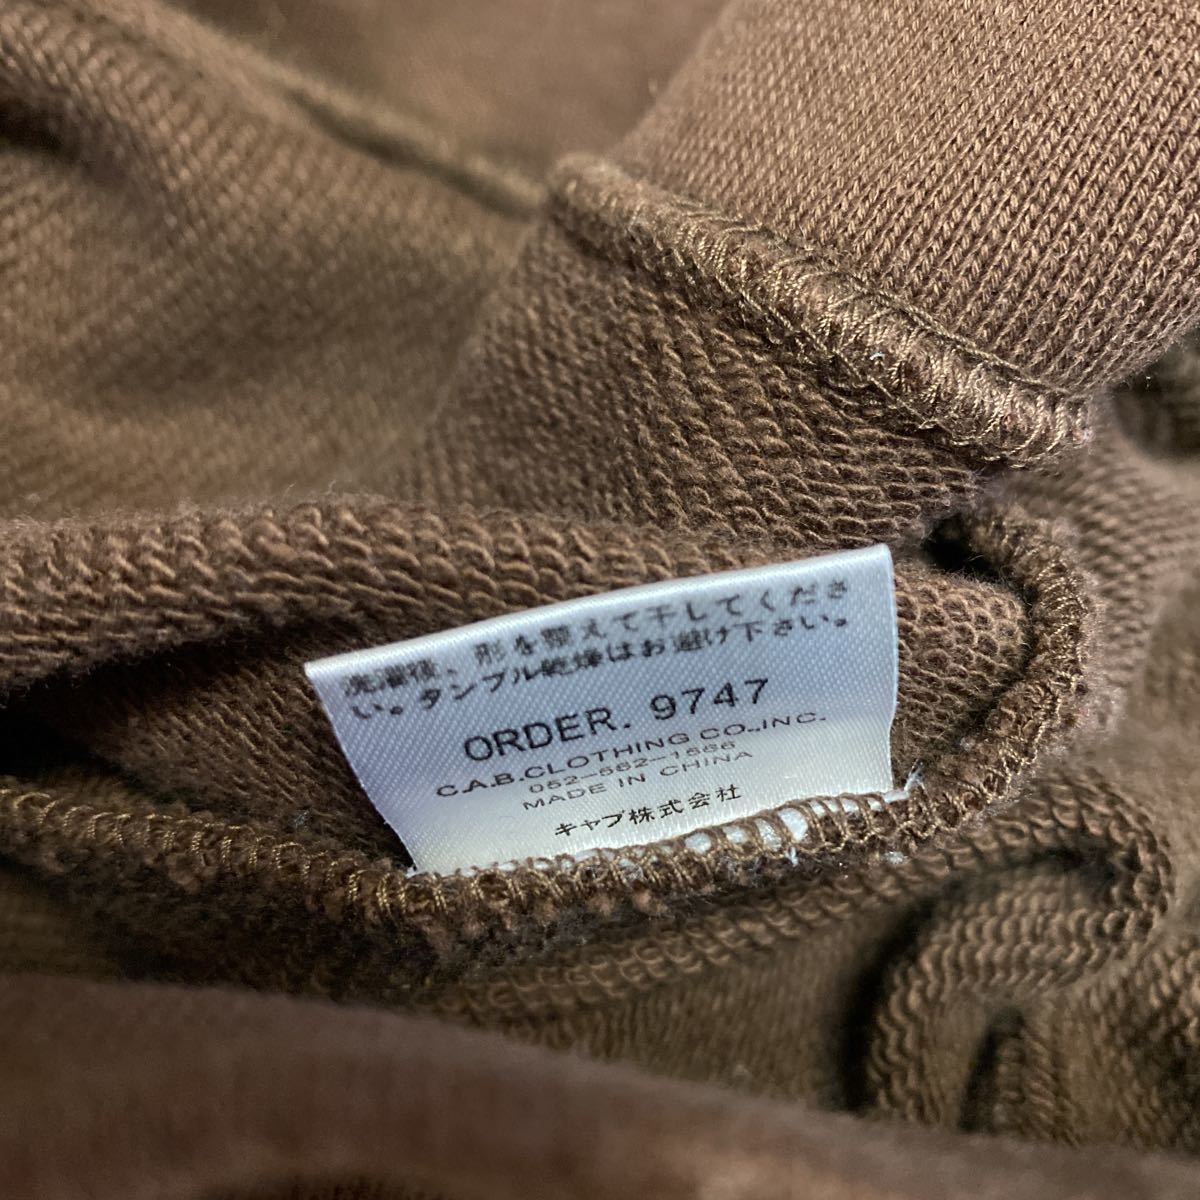 洗濯後、形を整えて干してくださ
い。タンブル乾燥はお避け下さい。
ORDER. 9747
C.A.B.CLOTHING CO.,INC.
052-562-1566
MADE IN CHINA
キャブ株式会社